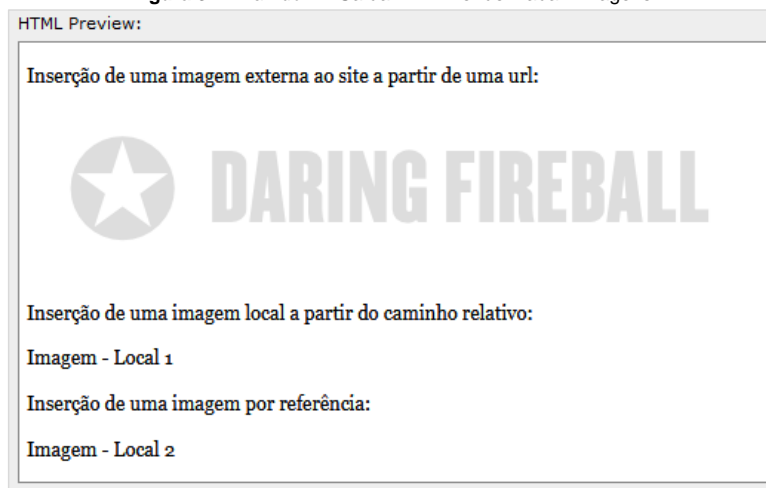 HTML Preview:
Inserção de uma imagem externa ao site a partir de uma url:
DARING FIREBALL
Inserção de uma imagem local a partir do caminho relativo:
Imagem - Local 1
Inserção de uma imagem por referência:
Imagem - Local 2